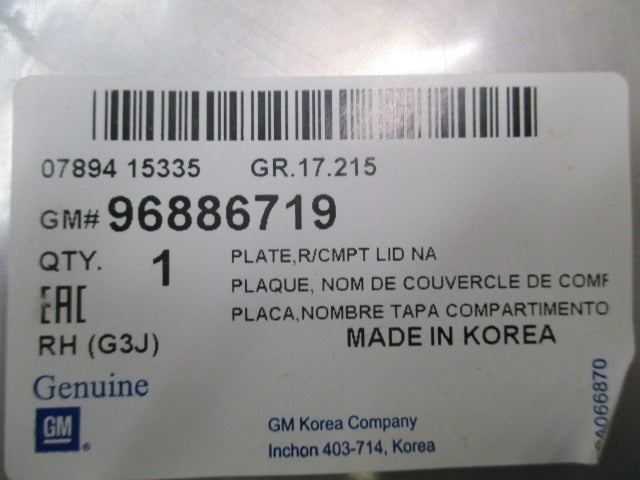 07894 15335 GR.17.215
GM# 96886719
QTY. 1 PLATE,R/CMPT LID NA
PLAQUE, NOM DE COUVERCLE DE COMP
EAC PLACA,NOMBRE TAPA COMPARTIMENTO
RH (G3J) MADE IN KOREA
Genuine
GM
GM Korea Company
Inchon 403-714, Korea